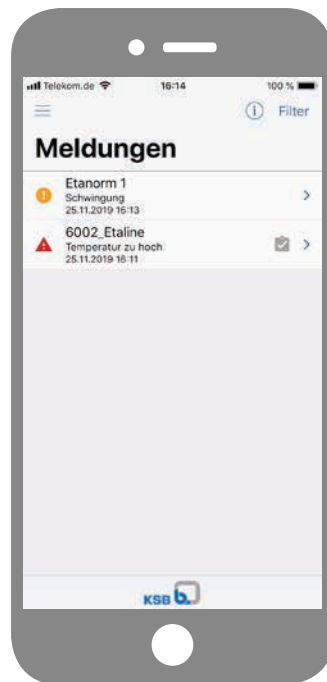 Telekom.de 16:14 100 %
Filter
Meldungen
Etanorm 1
Schwingung
25.11.2019 16:13
6002_Etaline
Temperatur zu hoch
25.11.2019 16:11
KSB b.